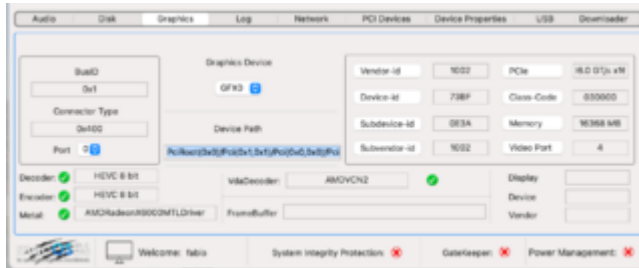 Audio Disk Graphics Log Network PCI Devices Device Properties USB Downloader
BusID
0x1
Connector Type
0x400
Port 0
Graphics Device
GFX0
Device Path
PciRoot(0x0)/Pci(0x1,0x1)/Pci(0x0,0x0)/Pci
Vendor-id 1002 PCIe 16.0 GT/s x16
Device-id 73BF Class-Code 030000
Subdevice-id 0E3A Memory 16368 MB
Subvendor-id 1002 Video Port 4
Decoder: HEVC 8 bit VdaDecoder: AMDVCN2 Display
Encoder: HEVC 8 bit Device
Metal: AMDRadeonX6000MTLDriver FrameBuffer Vendor
Welcome: fabio System Integrity Protection: GateKeeper: Power Management: